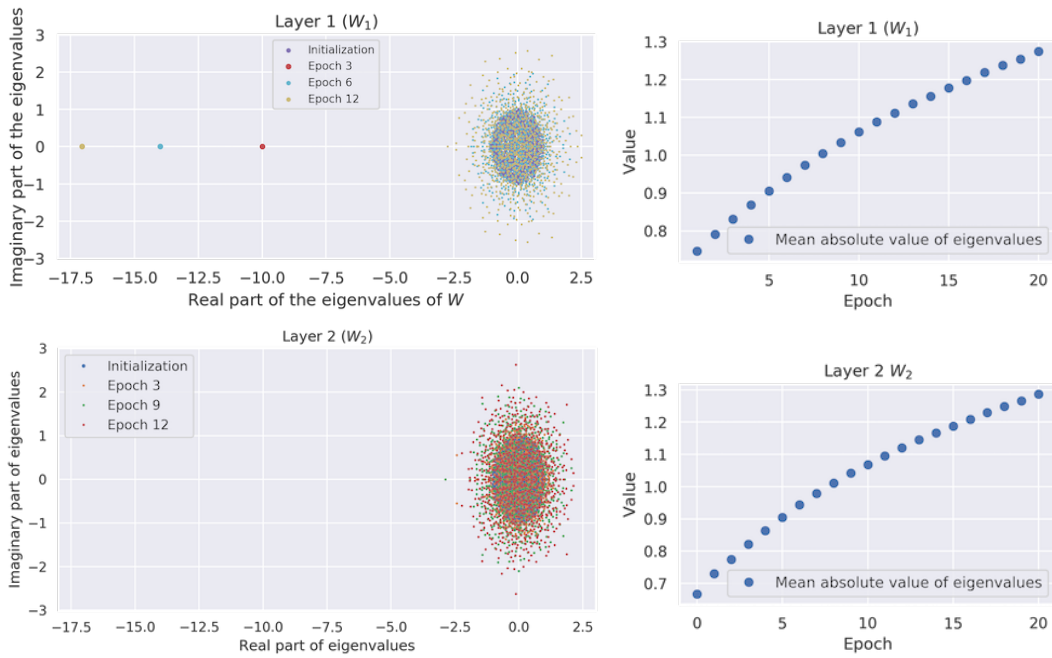 Layer 1 (W₁)
Imaginary part of the eigenvalues
3
2
1
0
−1
−2
−3
Initialization
Epoch 3
Epoch 6
Epoch 12
−17.5 −15.0 −12.5 −10.0 −7.5 −5.0 −2.5 0.0 2.5
Real part of the eigenvalues of W
Layer 1 (W₁)
Value
1.3
1.2
1.1
1.0
0.9
0.8
Mean absolute value of eigenvalues
5 10 15 20
Epoch
Layer 2 (W₂)
Imaginary part of eigenvalues
3
2
1
0
−1
−2
−3
Initialization
Epoch 3
Epoch 9
Epoch 12
−17.5 −15.0 −12.5 −10.0 −7.5 −5.0 −2.5 0.0 2.5
Real part of eigenvalues
Layer 2 W₂
Value
1.3
1.2
1.1
1.0
0.9
0.8
0.7
Mean absolute value of eigenvalues
0 5 10 15 20
Epoch